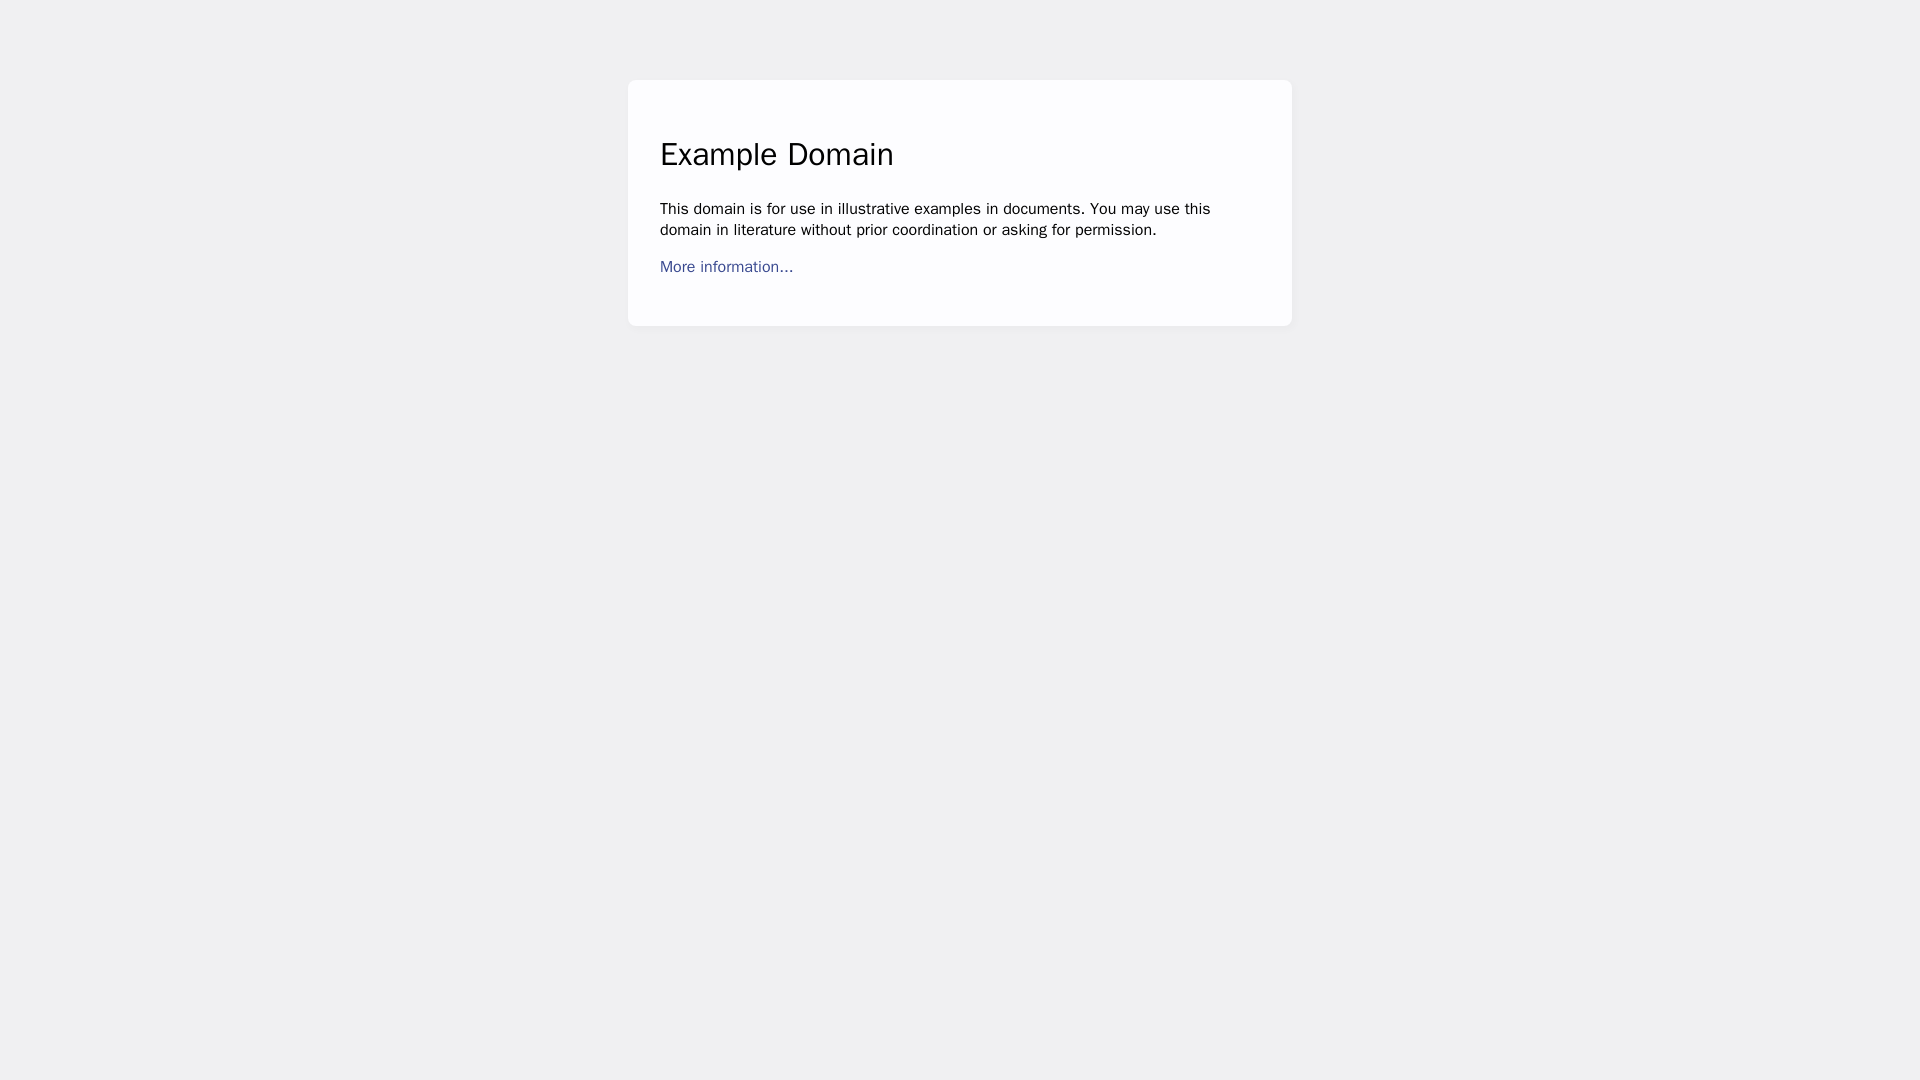 Example Domain
This domain is for use in illustrative examples in documents. You may use this
domain in literature without prior coordination or asking for permission.
More information...